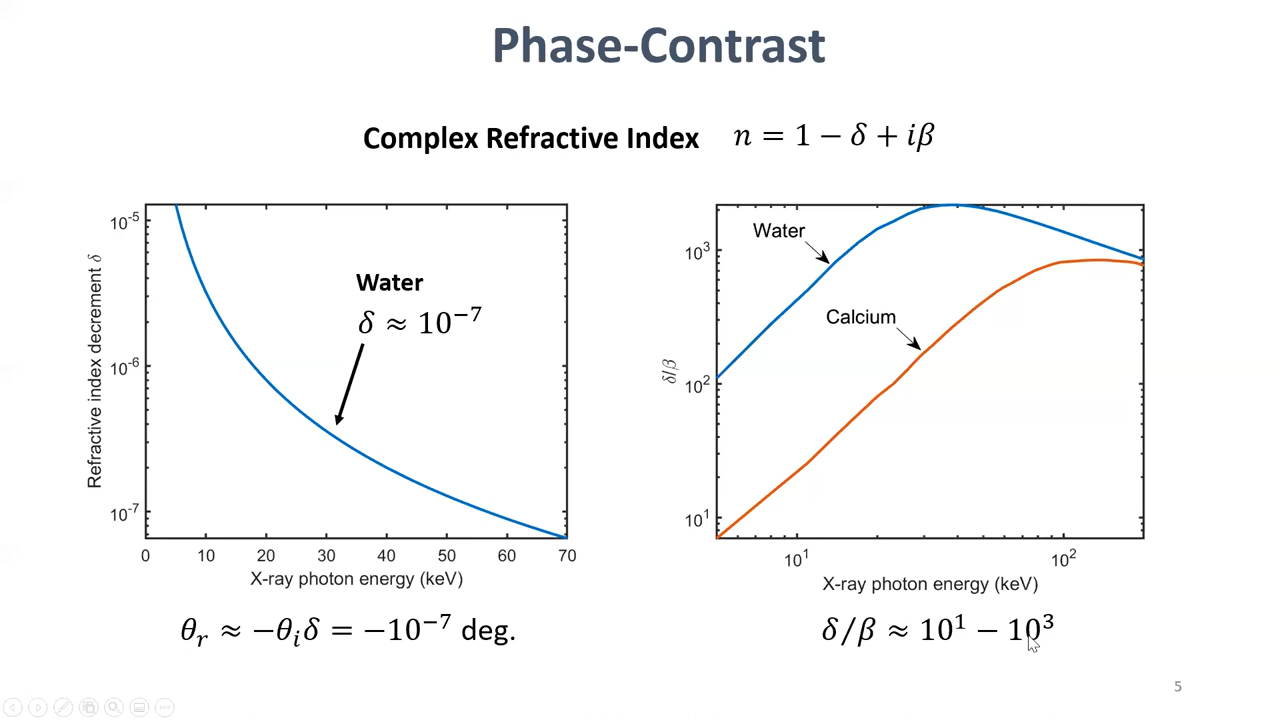 Phase-Contrast
Complex Refractive Index n = 1 − δ + iβ
Refractive index decrement δ
10⁻⁵
10⁻⁶
10⁻⁷
Water
δ ≈ 10⁻⁷
0 10 20 30 40 50 60 70
X-ray photon energy (keV)
θᵣ ≈ −θᵢδ = −10⁻⁷ deg.
δ/β
10³
10²
10¹
Water
Calcium
10¹ 10²
X-ray photon energy (keV)
δ/β ≈ 10¹ − 10³
5